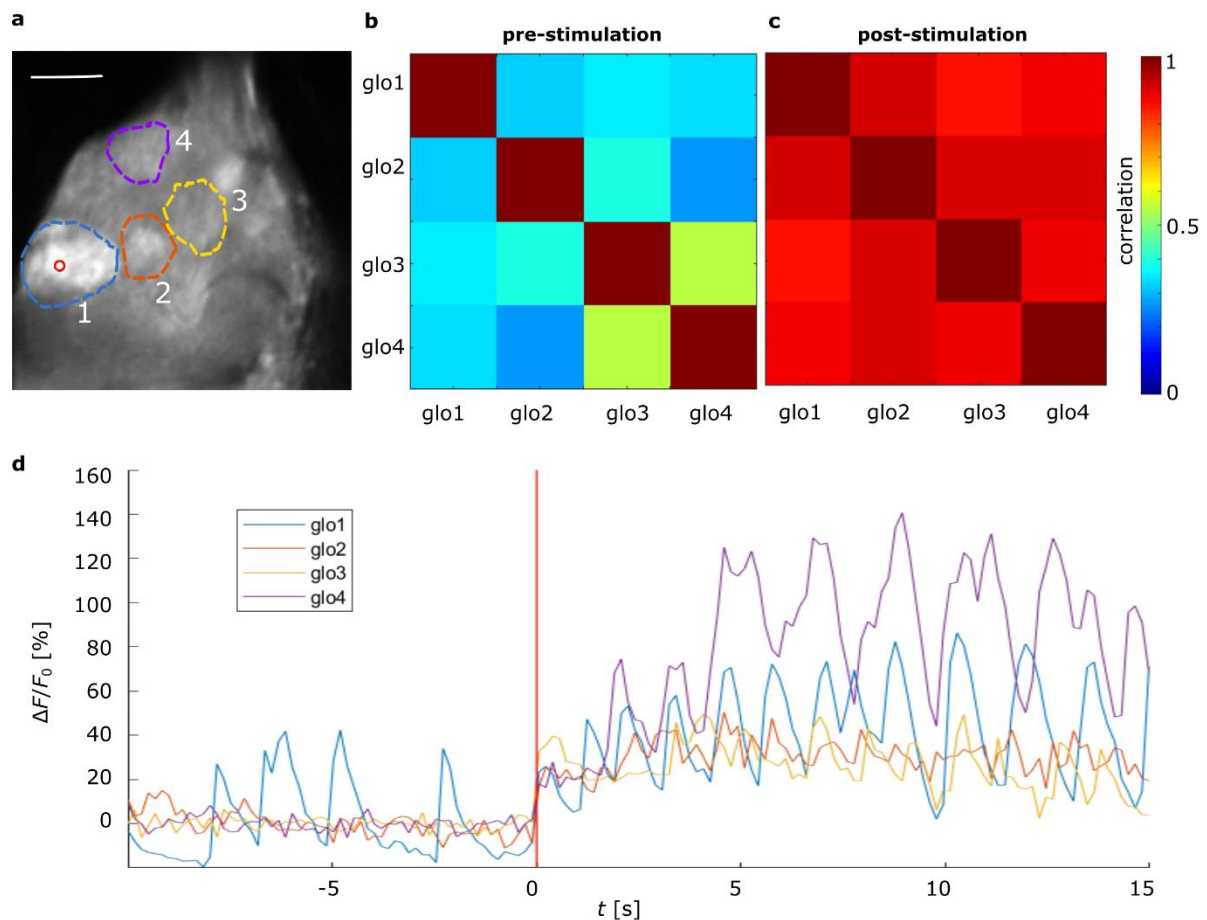 a
4
3
2
1
b
pre-stimulation
glo1
glo2
glo3
glo4
glo1 glo2 glo3 glo4
c
post-stimulation
glo1 glo2 glo3 glo4
1
0.5
0
correlation
d
160
140
120
100
80
60
40
20
0
ΔF/F₀ [%]
glo1
glo2
glo3
glo4
-5 0 5 10 15
t [s]